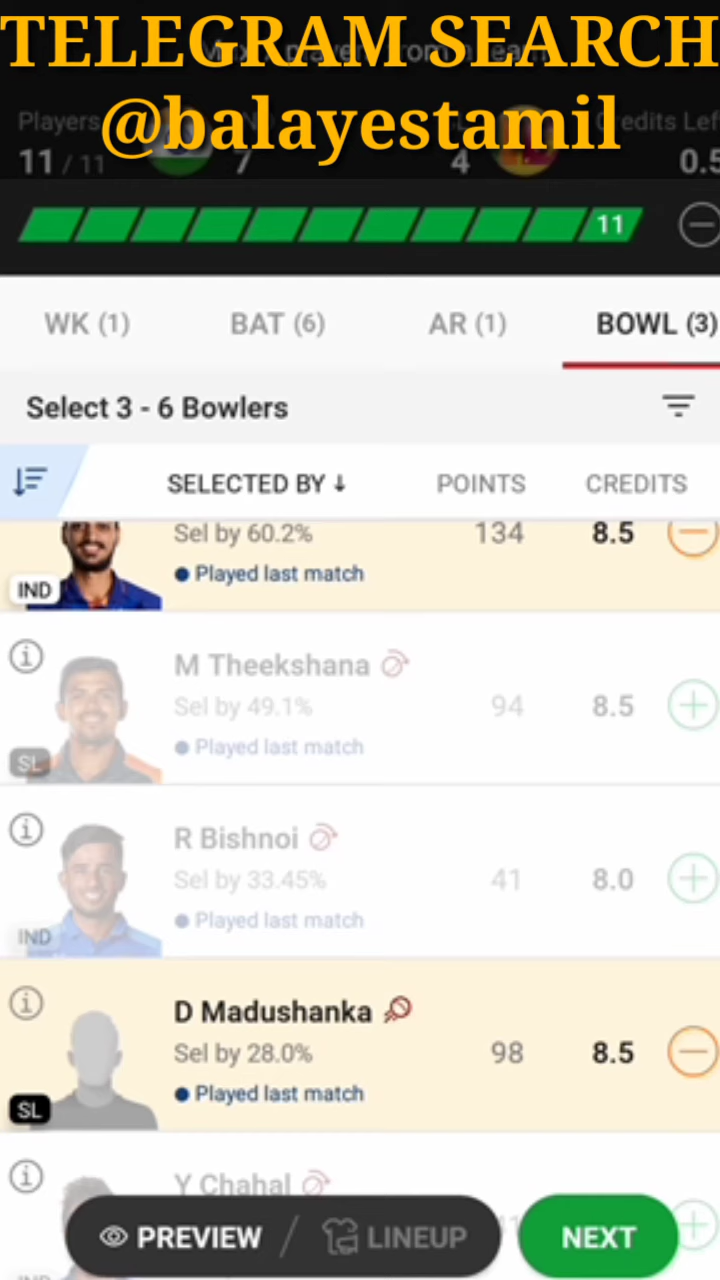 TELEGRAM SEARCH
@balayestamil
Players
Credits Lef
11 / 11
7
4
0.5
11
WK (1)
BAT (6)
AR (1)
BOWL (3)
Select 3 - 6 Bowlers
SELECTED BY ↓
POINTS
CREDITS
Sel by 60.2%
134
8.5
Played last match
IND
M Theekshana
Sel by 49.1%
94
8.5
Played last match
SL
R Bishnoi
Sel by 33.45%
41
8.0
Played last match
IND
D Madushanka
Sel by 28.0%
98
8.5
Played last match
SL
Y Chahal
PREVIEW / LINEUP
NEXT